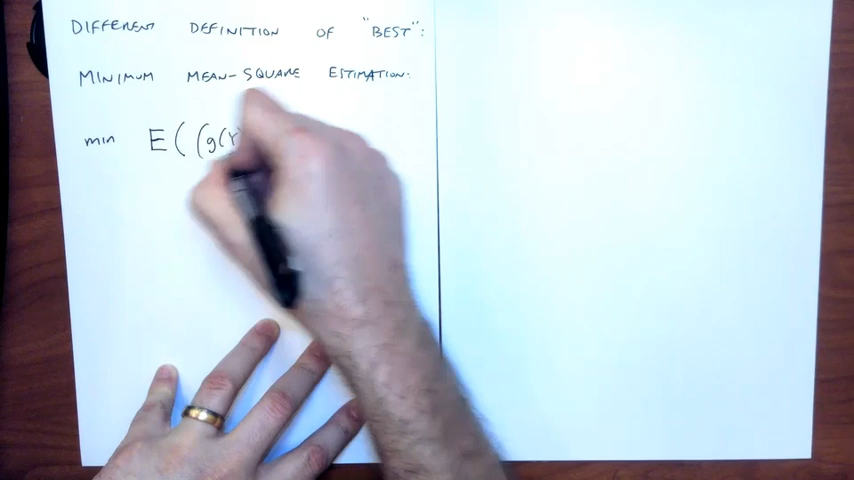 DIFFERENT DEFINITION OF "BEST":
MINIMUM MEAN-SQUARE ESTIMATION:
min E((g(Y)